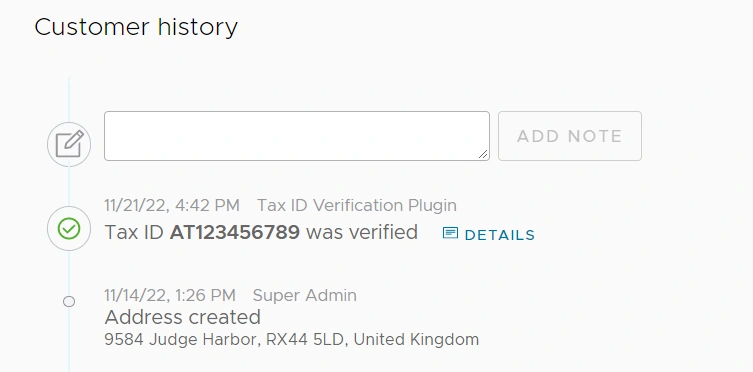 Customer history
ADD NOTE
11/21/22, 4:42 PM Tax ID Verification Plugin
Tax ID AT123456789 was verified DETAILS
11/14/22, 1:26 PM Super Admin
Address created
9584 Judge Harbor, RX44 5LD, United Kingdom